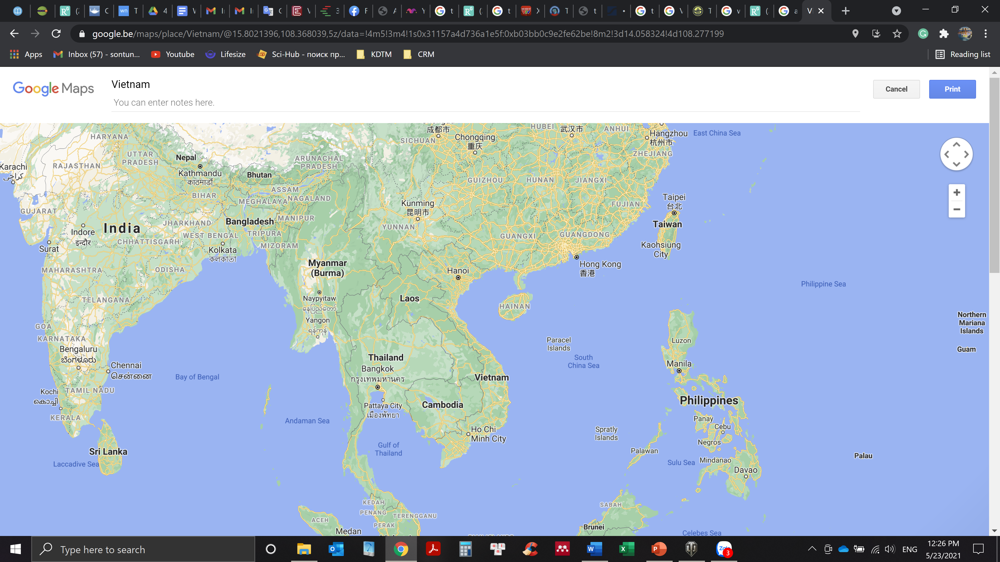 google.be/maps/place/Vietnam/@15.8021396,108.368039,5z/data=!4m5!3m4!1s0x31157a4d736a1e5f:0xb03bb0c9e2fe62be!8m2!3d14.058324!4d108.277199
Apps
Inbox (57) - sontun...
Youtube
Lifesize
Sci-Hub - поиск пр...
KDTM
CRM
Reading list
Google Maps
Vietnam
You can enter notes here.
Cancel
Print
HARYANA
成都市
SICHUAN
Chongqing
重庆
HUBEI
武汉市
ANHUI
Hangzhou
杭州市
East China Sea
UTTAR
PRADESH
Nepal
Kathmandu
काठमाडौं
RAJASTHAN
Karachi
کراچی
Bhutan
ARUNACHAL
PRADESH
ZHEJIANG
GUIZHOU
HUNAN
JIANGXI
ASSAM
BIHAR
MEGHALAYA
NAGALAND
Kunming
昆明市
FUJIAN
Taipei
台北
GUJARAT
MANIPUR
Bangladesh
JHARKHAND
India
Indore
इन्दौर
YUNNAN
Taiwan
WEST BENGAL
TRIPURA
CHHATTISGARH
GUANGXI
GUANGDONG
Surat
Kolkata
কলকাতা
MIZORAM
Kaohsiung
City
Myanmar
(Burma)
Hanoi
Hong Kong
香港
MAHARASHTRA
ODISHA
Philippine Sea
TELANGANA
Naypyitaw
နေပြည်တော်
Laos
HAINAN
Northern
Mariana
Islands
GOA
Yangon
ရန်ကုန်
KARNATAKA
Paracel
Islands
Luzon
Guam
Bengaluru
ಬೆಂಗಳೂರು
Thailand
South
China Sea
Chennai
சென்னை
Bangkok
กรุงเทพมหานคร
Manila
Bay of Bengal
Vietnam
Kochi
കൊച്ചി
TAMIL NADU
Pattaya City
เมืองพัทยา
Cambodia
Philippines
KERALA
Andaman Sea
Panay
Cebu
Ho Chi
Minh City
Spratly
Islands
Negros
Gulf of
Thailand
Sri Lanka
Palawan
Palau
Laccadive Sea
Sulu Sea
Mindanao
Davao
KEDAH
SABAH
PENANG
TERENGGANU
ACEH
PERAK
Medan
Brunei
Celebes Sea
Type here to search
ENG
12:26 PM
5/23/2021
3